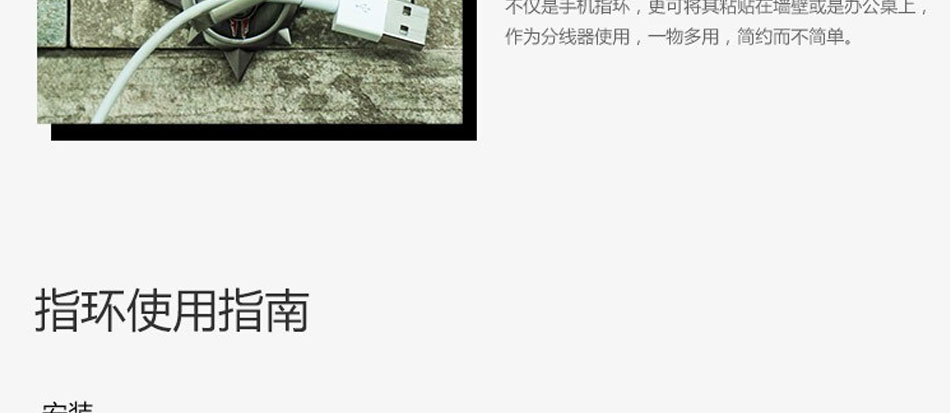 不仅是手机指环，更可将其粘贴在墙壁或是办公桌上，
作为分线器使用，一物多用，简约而不简单。
指环使用指南
安装